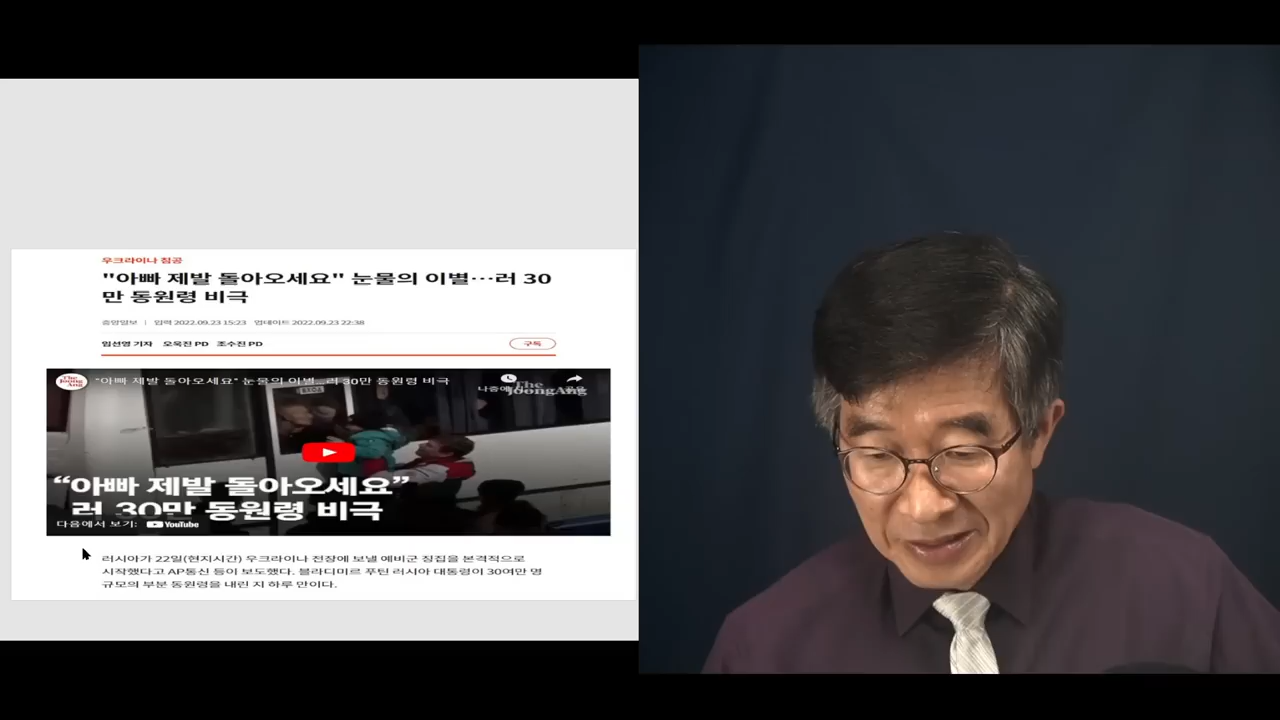 우크라이나 침공
"아빠 제발 돌아오세요" 눈물의 이별…러 30
만 동원령 비극
중앙일보 | 입력 2022.09.23 15:23 업데이트 2022.09.23 22:38
임선영 기자 오욱진 PD 조수진 PD
구독
The JoongAng
"아빠 제발 돌아오세요" 눈물의 이별…러 30만 동원령 비극
The JoongAng
“아빠 제발 돌아오세요”
러 30만 동원령 비극
다음에서 보기: YouTube
러시아가 22일(현지시간) 우크라이나 전장에 보낼 예비군 징집을 본격적으로
시작했다고 AP통신 등이 보도했다. 블라디미르 푸틴 러시아 대통령이 30여만 명
규모의 부분 동원령을 내린 지 하루 만이다.